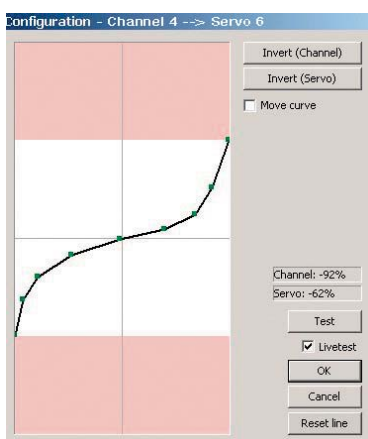 Configuration - Channel 4 --> Servo 6
Invert (Channel)
Invert (Servo)
Move curve
Channel: -92%
Servo: -62%
Test
Livetest
OK
Cancel
Reset line